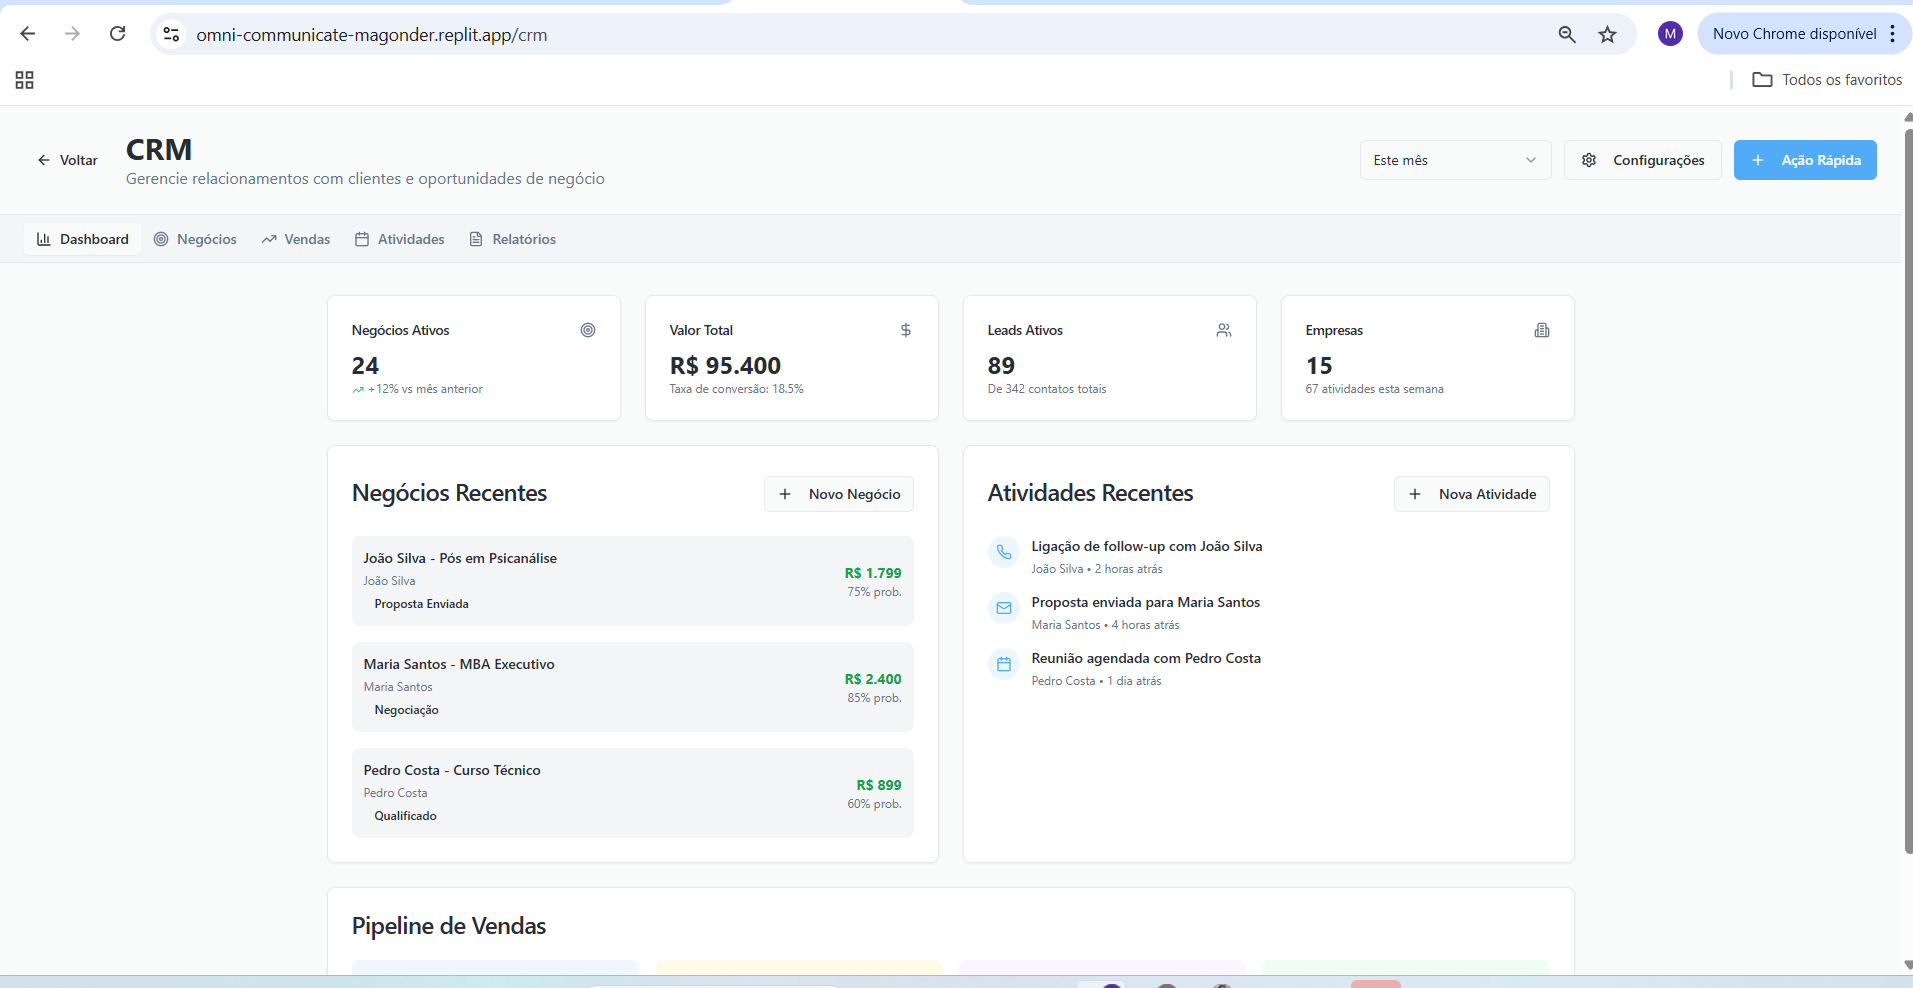 omni-communicate-magonder.replit.app/crm
M
Novo Chrome disponível
Todos os favoritos
Voltar
CRM
Gerencie relacionamentos com clientes e oportunidades de negócio
Este mês
Configurações
Ação Rápida
Dashboard
Negócios
Vendas
Atividades
Relatórios
Negócios Ativos
24
+12% vs mês anterior
Valor Total
R$ 95.400
Taxa de conversão: 18.5%
Leads Ativos
89
De 342 contatos totais
Empresas
15
67 atividades esta semana
Negócios Recentes
Novo Negócio
João Silva - Pós em Psicanálise
João Silva
Proposta Enviada
R$ 1.799
75% prob.
Maria Santos - MBA Executivo
Maria Santos
Negociação
R$ 2.400
85% prob.
Pedro Costa - Curso Técnico
Pedro Costa
Qualificado
R$ 899
60% prob.
Atividades Recentes
Nova Atividade
Ligação de follow-up com João Silva
João Silva • 2 horas atrás
Proposta enviada para Maria Santos
Maria Santos • 4 horas atrás
Reunião agendada com Pedro Costa
Pedro Costa • 1 dia atrás
Pipeline de Vendas